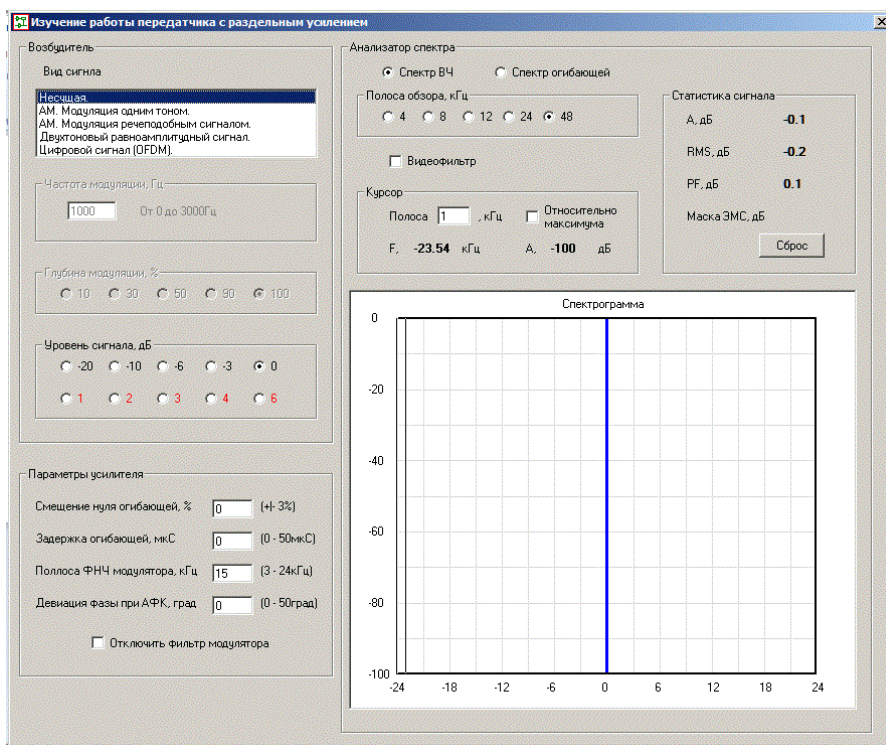 Изучение работы передатчика с раздельным усилением
Возбудитель
Вид сигнла
Несущая.
АМ. Модуляция одним тоном.
АМ. Модуляция речеподобным сигналом.
Двухтоновый равноамплитудный сигнал.
Цифровой сигнал (OFDM).
Частота модуляции, Гц
1000 От 0 до 3000Гц
Глубина модуляции, %
10 30 50 90 100
Уровень сигнала, дБ
-20 -10 -6 -3 0
1 2 3 4 6
Параметры усилителя
Смещение нуля огибающей, % 0 (+/- 3%)
Задержка огибающей, мкС 0 (0 - 50мкС)
Поллоса ФНЧ модулятора, кГц 15 (3 - 24кГц)
Девиация фазы при АФК, град 0 (0 - 50град)
Отключить фильтр модулятора
Анализатор спектра
Спектр ВЧ Спектр огибающей
Полоса обзора, кГц
4 8 12 24 48
Видеофильтр
Курсор
Полоса 1 , кГц Относительно максимума
F, -23.54 кГц А, -100 дБ
Статистика сигнала
А, дБ -0.1
RMS, дБ -0.2
PF, дБ 0.1
Маска ЭМС, дБ
Сброс
Спектрограмма
0
-20
-40
-60
-80
-100
-24 -18 -12 -6 0 6 12 18 24